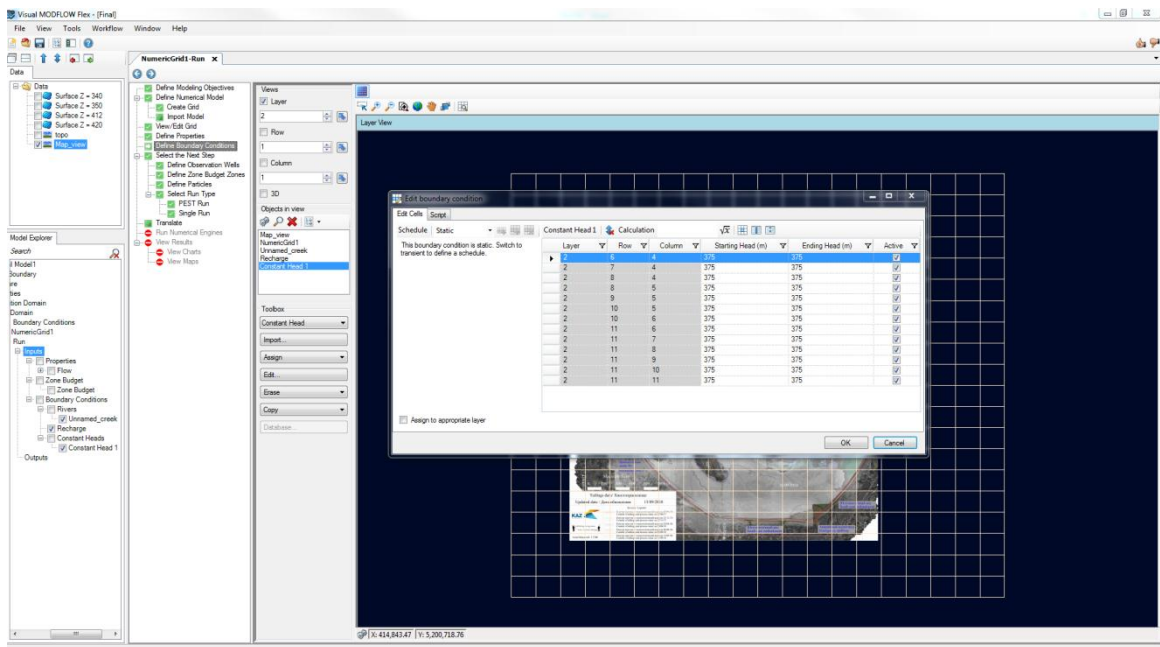 Visual MODFLOW Flex - [Final]
File View Tools Workflow Window Help
NumericGrid1-Run x
Data
Data
Surface Z - 340
Surface Z - 350
Surface Z - 412
Surface Z - 420
topo
Map_view
Model Explorer
Search
il Model1
Boundary
ire
ties
tion Domain
Domain
Boundary Conditions
NumericGrid1
Run
Inputs
Properties
Flow
Zone Budget
Zone Budget
Boundary Conditions
Rivers
Unnamed_creek
Recharge
Constant Heads
Constant Head 1
Outputs
Define Modeling Objectives
Define Numerical Model
Create Grid
Import Model
View/Edit Grid
Define Properties
Define Boundary Conditions
Select the Next Step
Define Observation Wells
Define Zone Budget Zones
Define Particles
Select Run Type
PEST Run
Single Run
Translate
Run Numerical Engines
View Results
View Charts
View Maps
Views
Layer
2
Row
1
Column
1
3D
Objects in view
Map_view
NumericGrid1
Unnamed_creek
Recharge
Constant Head 1
Toolbox
Constant Head
Import...
Assign
Edit...
Erase
Copy
Database...
Layer View
Edit boundary condition
Edit Cells Script
Schedule Static Constant Head 1 Calculation
This boundary condition is static. Switch to
transient to define a schedule.
Layer Row Column Starting Head (m) Ending Head (m) Active
2 6 4 375 375
2 7 4 375 375
2 8 4 375 375
2 8 5 375 375
2 9 5 375 375
2 10 5 375 375
2 10 6 375 375
2 11 6 375 375
2 11 7 375 375
2 11 8 375 375
2 11 9 375 375
2 11 10 375 375
2 11 11 375 375
Assign to appropriate layer
OK Cancel
KAZ
X: 414,843.47 Y: 5,200,718.76